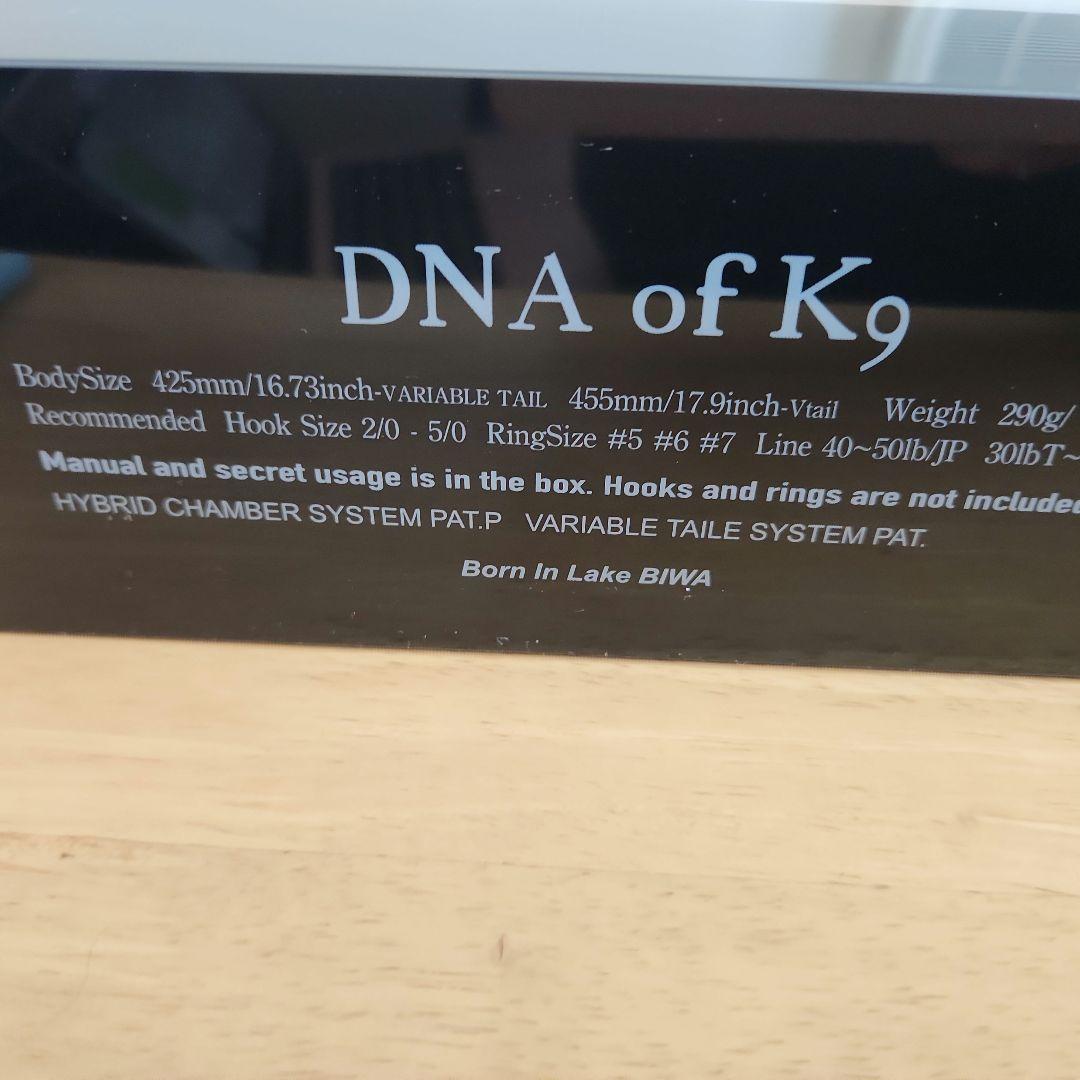 DNA of K9
BodySize 425mm/16.73inch-VARIABLE TAIL 455mm/17.9inch-Vtail Weight 290g/
Recommended Hook Size 2/0 - 5/0 RingSize #5 #6 #7 Line 40~50lb/JP 30lbT~
Manual and secret usage is in the box. Hooks and rings are not included
HYBRID CHAMBER SYSTEM PAT.P VARIABLE TAILE SYSTEM PAT.
Born In Lake BIWA